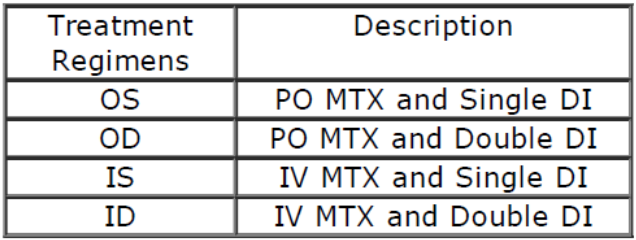 Treatment Regimens Description
OS PO MTX and Single DI
OD PO MTX and Double DI
IS IV MTX and Single DI
ID IV MTX and Double DI